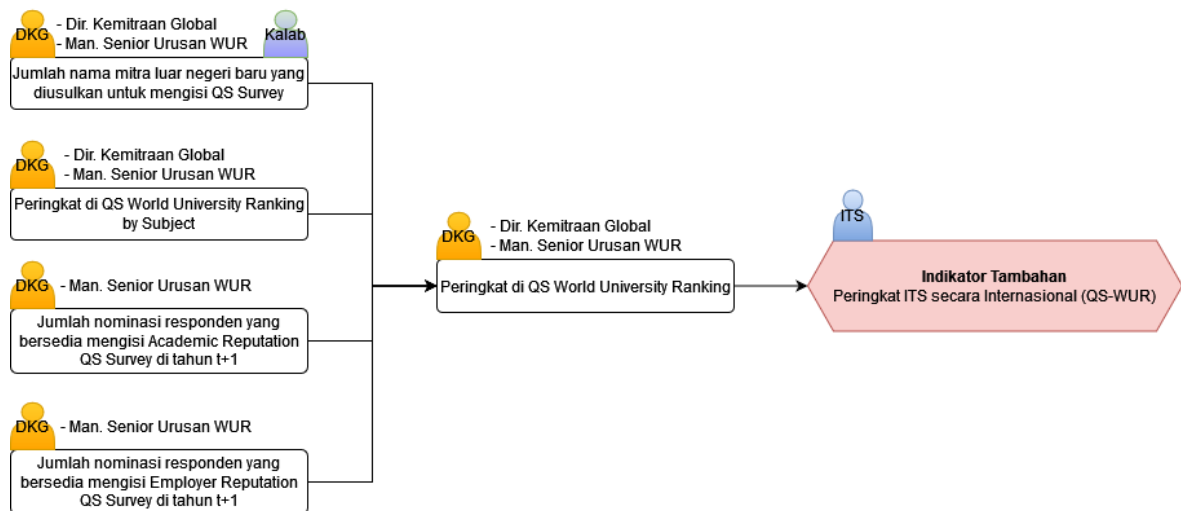 DKG
- Dir. Kemitraan Global
- Man. Senior Urusan WUR
Kalab
Jumlah nama mitra luar negeri baru yang
diusulkan untuk mengisi QS Survey
DKG
- Dir. Kemitraan Global
- Man. Senior Urusan WUR
Peringkat di QS World University Ranking
by Subject
DKG
- Man. Senior Urusan WUR
Jumlah nominasi responden yang
bersedia mengisi Academic Reputation
QS Survey di tahun t+1
DKG
- Man. Senior Urusan WUR
Jumlah nominasi responden yang
bersedia mengisi Employer Reputation
QS Survey di tahun t+1
DKG
- Dir. Kemitraan Global
- Man. Senior Urusan WUR
Peringkat di QS World University Ranking
ITS
Indikator Tambahan
Peringkat ITS secara Internasional (QS-WUR)